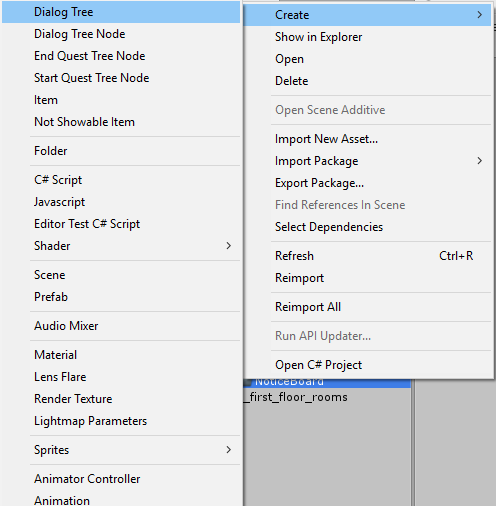 Dialog Tree
Dialog Tree Node
End Quest Tree Node
Start Quest Tree Node
Item
Not Showable Item
Folder
C# Script
Javascript
Editor Test C# Script
Shader
Scene
Prefab
Audio Mixer
Material
Lens Flare
Render Texture
Lightmap Parameters
Sprites
Animator Controller
Animation
Create
Show in Explorer
Open
Delete
Open Scene Additive
Import New Asset...
Import Package
Export Package...
Find References In Scene
Select Dependencies
Refresh Ctrl+R
Reimport
Reimport All
Run API Updater...
Open C# Project
NoticeBoard
_first_floor_rooms